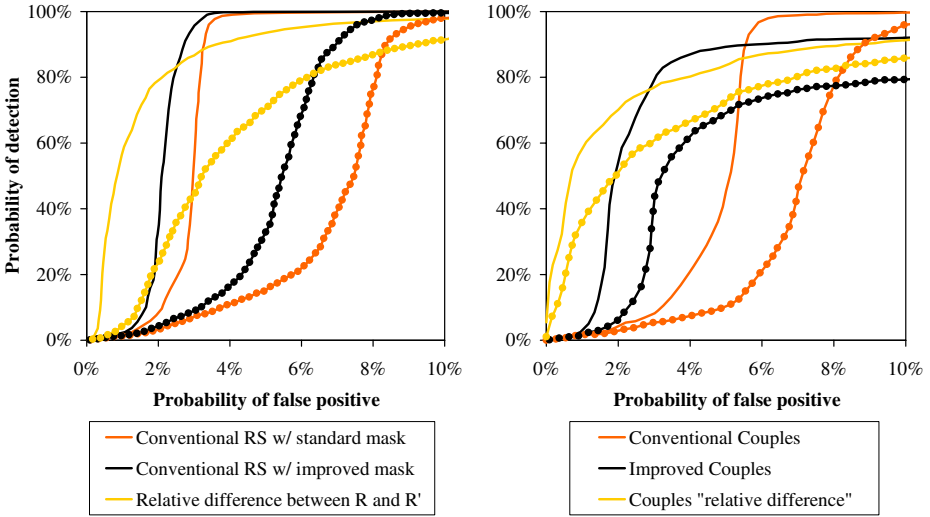 Probability of detection
100%
80%
60%
40%
20%
0%
0%
2%
4%
6%
8%
10%
Probability of false positive
Conventional RS w/ standard mask
Conventional RS w/ improved mask
Relative difference between R and R'
100%
80%
60%
40%
20%
0%
0%
2%
4%
6%
8%
10%
Probability of false positive
Conventional Couples
Improved Couples
Couples "relative difference"